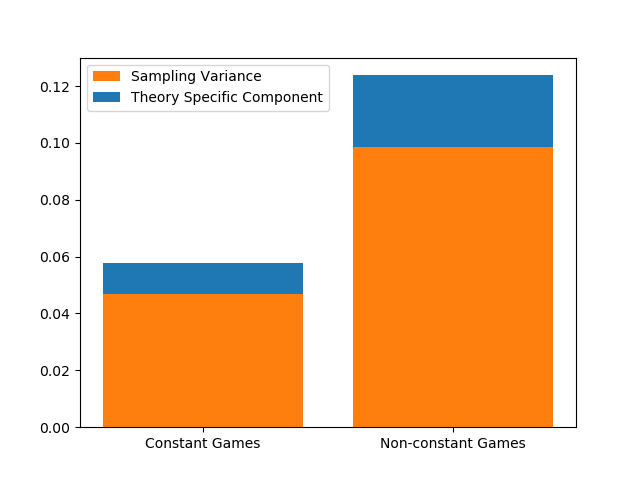 Sampling Variance
Theory Specific Component
0.12
0.10
0.08
0.06
0.04
0.02
0.00
Constant Games
Non-constant Games